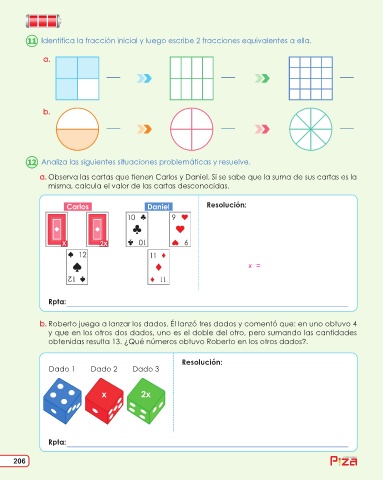 11 Identifica la fracción inicial y luego escribe 2 fracciones equivalentes a ella.
a.
b.
12 Analiza las siguientes situaciones problemáticas y resuelve.
a. Observa las cartas que tienen Carlos y Daniel. Si se sabe que la suma de sus cartas es la
misma, calcula el valor de las cartas desconocidas.
Carlos Daniel Resolución:
10 9
x 2x 10 9
12 11
x =
12 11
Rpta:
b. Roberto juega a lanzar los dados. Él lanzó tres dados y comentó que: en uno obtuvo 4
y que en los otros dos dados, uno es el doble del otro, pero sumando las cantidades
obtenidas resulta 13. ¿Qué números obtuvo Roberto en los otros dados?.
Resolución:
Dado 1 Dado 2 Dado 3
x 2x
Rpta:
206 Piza